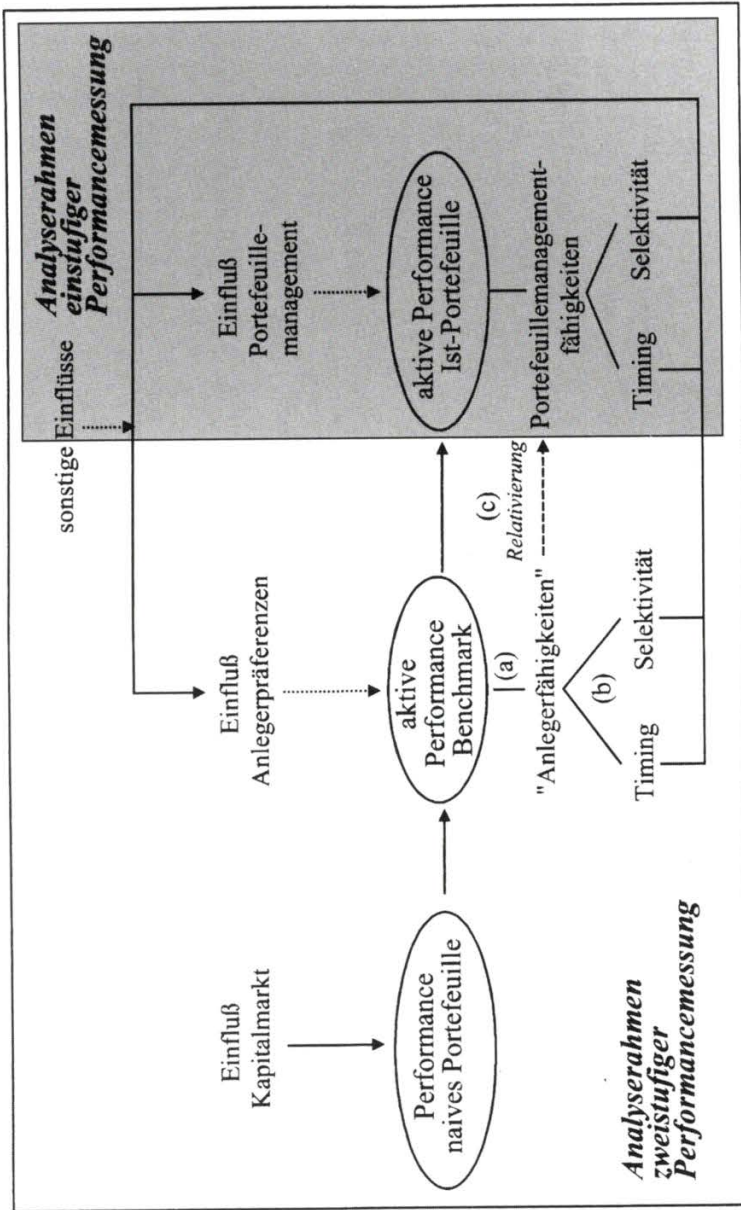 Analyserahmen
einstufiger
Performancemessung
sonstige Einflüsse
Einfluß
Kapitalmarkt
Einfluß
Anlegerpräferenzen
Einfluß
Portefeuille-
management
Performance
naives Portefeuille
aktive
Performance
Benchmark
aktive Performance
Ist-Portefeuille
(a)
(c)
Relativierung
"Anlegerfähigkeiten"
Portefeuillemanagement-
fähigkeiten
(b)
Timing
Selektivität
Timing
Selektivität
Analyserahmen
zweistufiger
Performancemessung